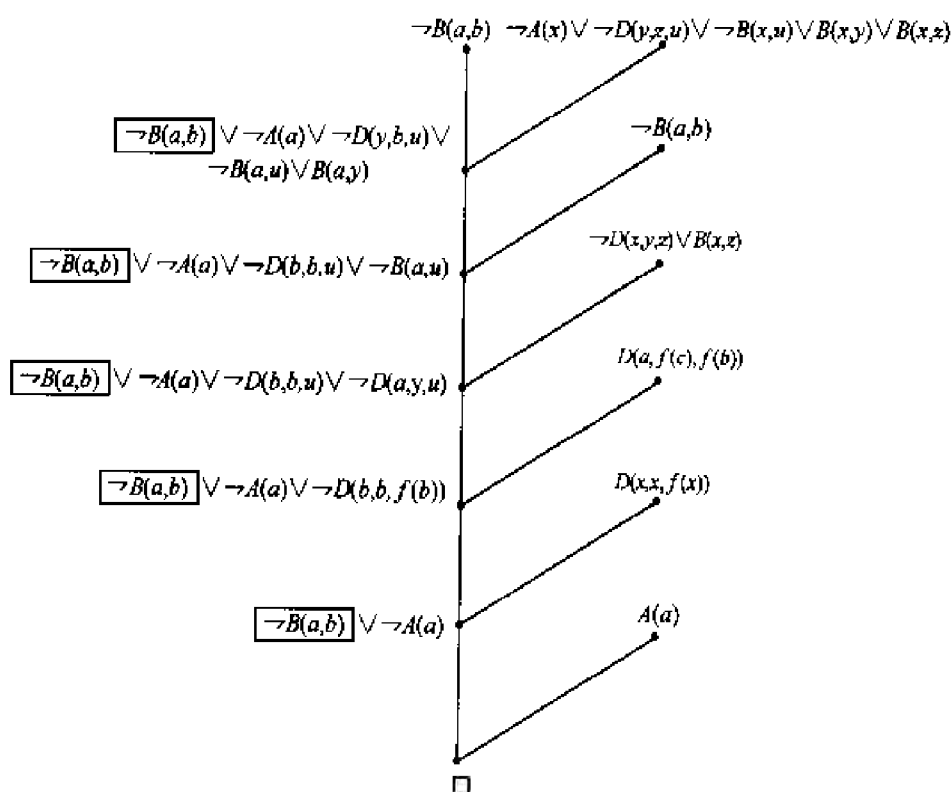 ¬B(a,b) ¬A(x)∨¬D(y,z,u)∨¬B(x,u)∨B(x,y)∨B(x,z)
¬B(a,b) ∨¬A(a)∨¬D(y,b,u)∨
¬B(a,u)∨B(a,y)
¬B(a,b)
¬B(a,b) ∨¬A(a)∨¬D(b,b,u)∨¬B(a,u)
¬D(x,y,z)∨B(x,z)
¬B(a,b) ∨ ¬A(a)∨¬D(b,b,u)∨¬D(a,y,u)
D(a,f(c),f(b))
¬B(a,b) ∨¬A(a)∨¬D(b,b,f(b))
D(x,x,f(x))
¬B(a,b) ∨¬A(a)
A(a)
□